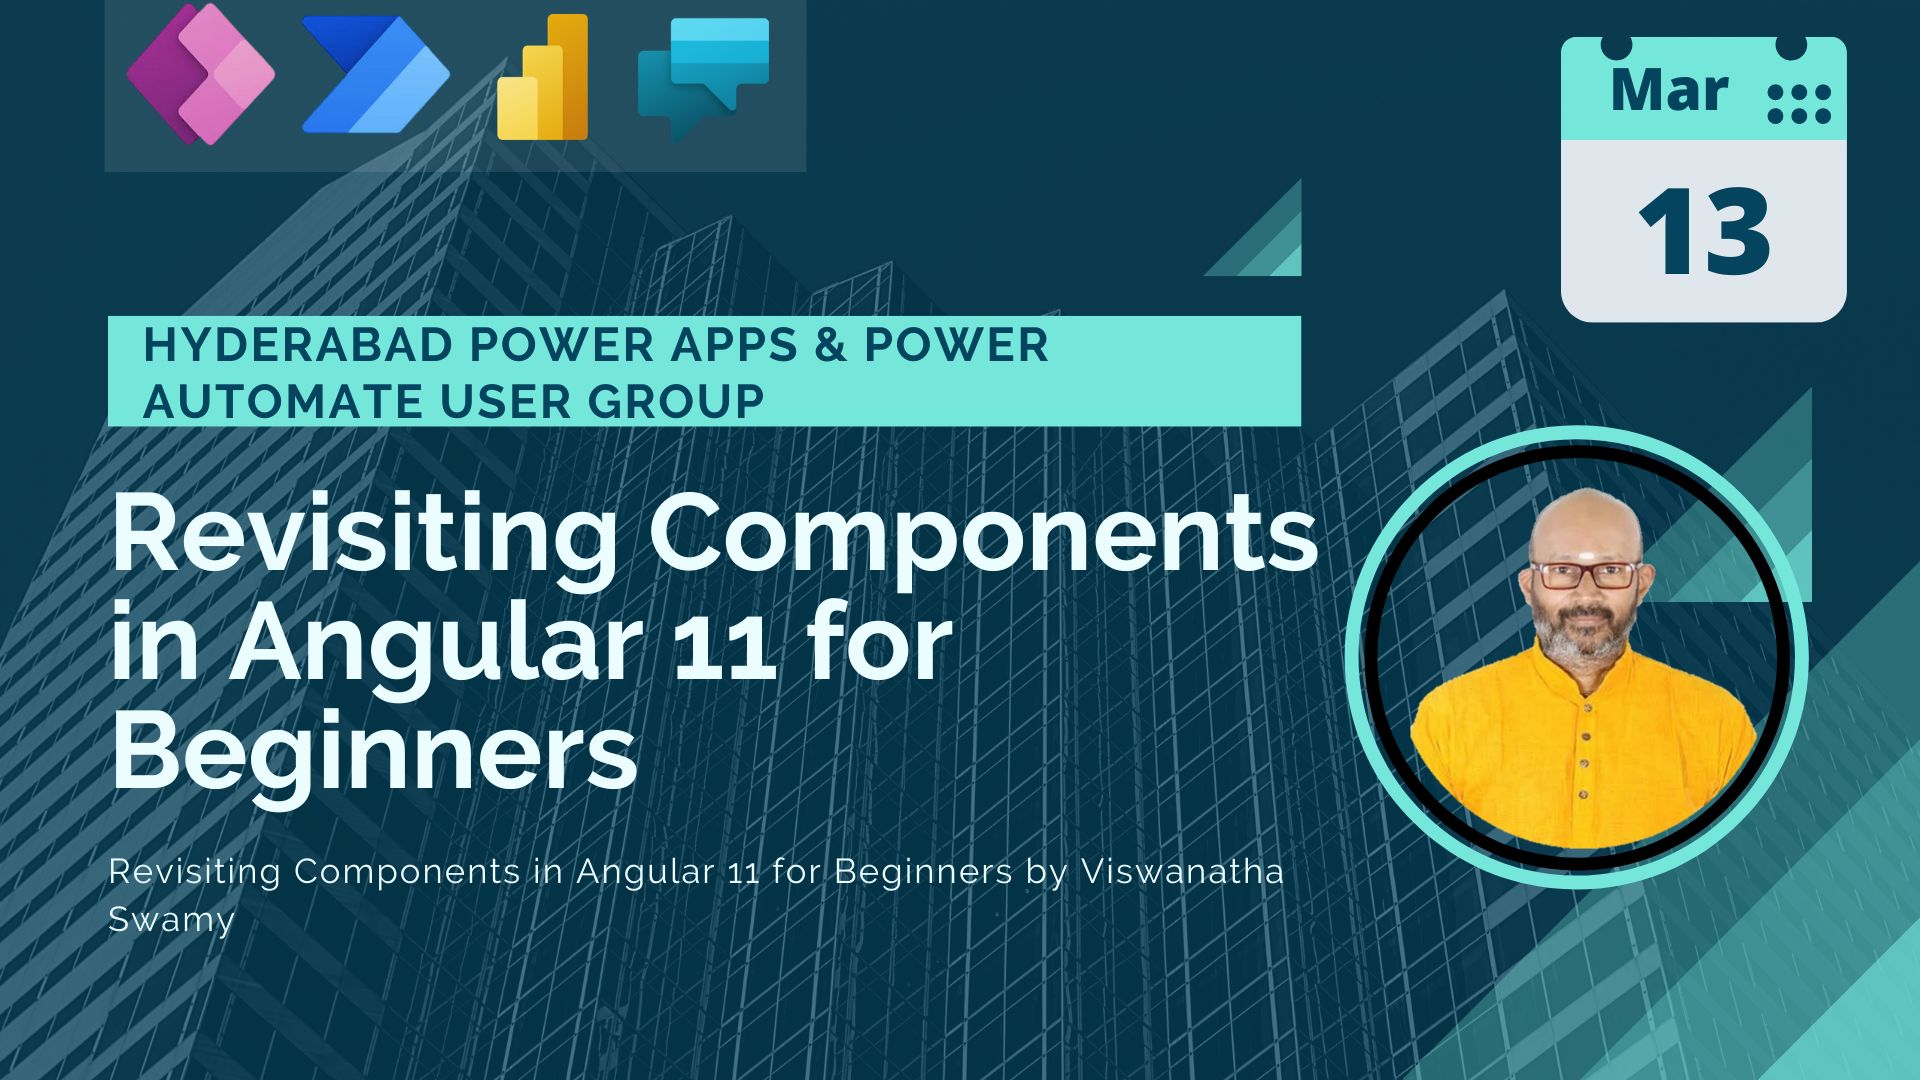 Mar
13
HYDERABAD POWER APPS & POWER
AUTOMATE USER GROUP
Revisiting Components
in Angular 11 for
Beginners
Revisiting Components in Angular 11 for Beginners by Viswanatha
Swamy